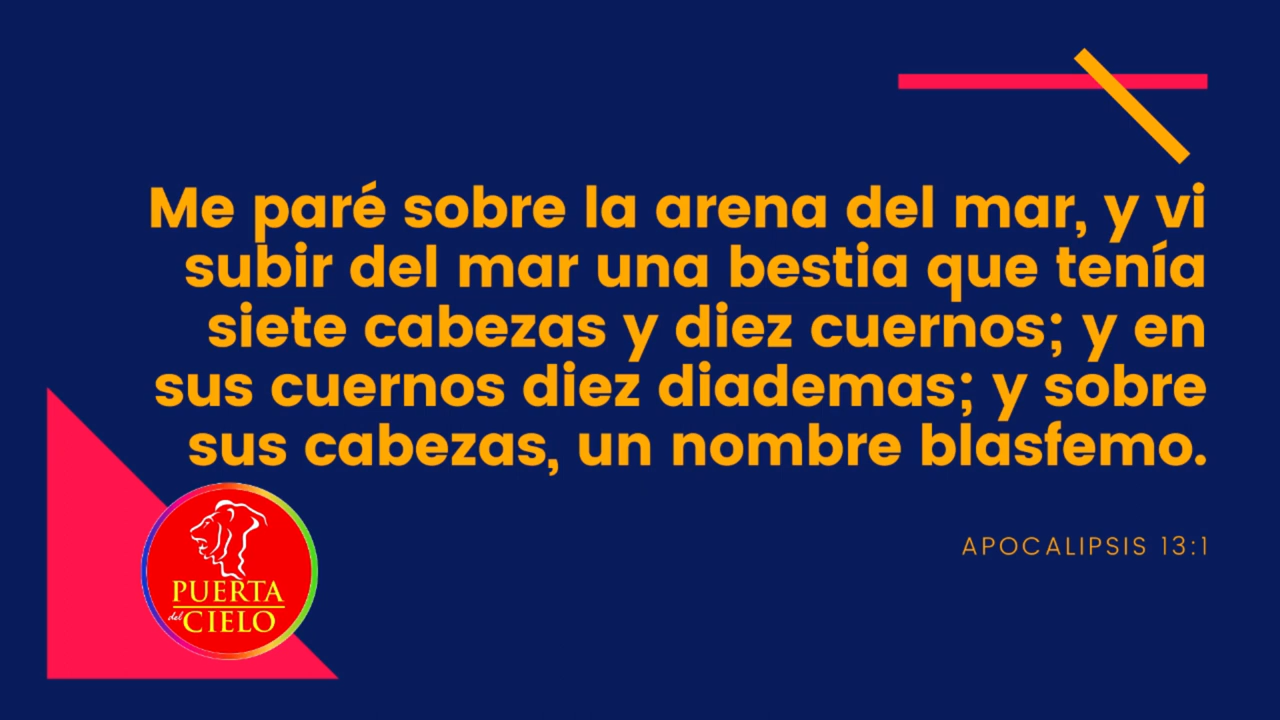 Me paré sobre la arena del mar, y vi
subir del mar una bestia que tenía
siete cabezas y diez cuernos; y en
sus cuernos diez diademas; y sobre
sus cabezas, un nombre blasfemo.
APOCALIPSIS 13:1
PUERTA
del CIELO